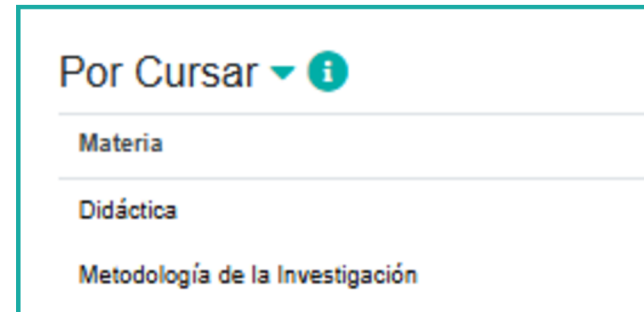 Por Cursar
Materia
Didáctica
Metodología de la Investigación